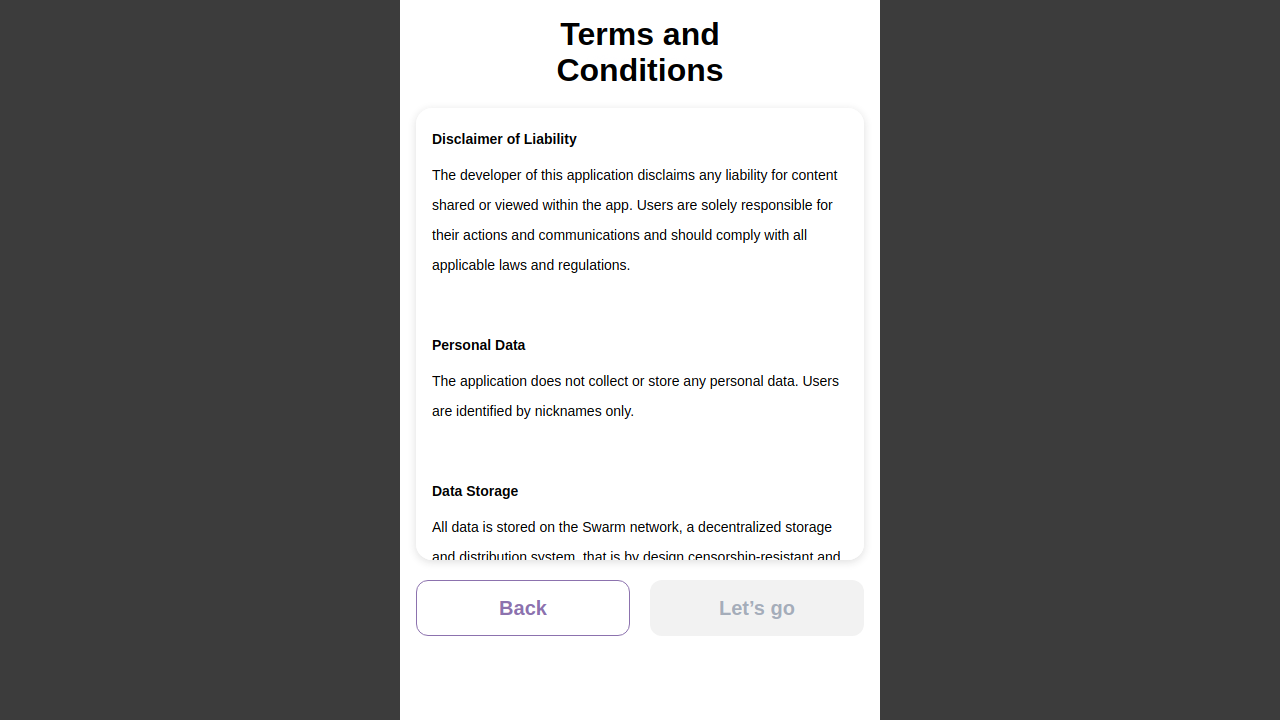 Terms and
Conditions
Disclaimer of Liability
The developer of this application disclaims any liability for content
shared or viewed within the app. Users are solely responsible for
their actions and communications and should comply with all
applicable laws and regulations.
Personal Data
The application does not collect or store any personal data. Users
are identified by nicknames only.
Data Storage
All data is stored on the Swarm network, a decentralized storage
and distribution system, that is by design censorship-resistant and
Back
Let’s go